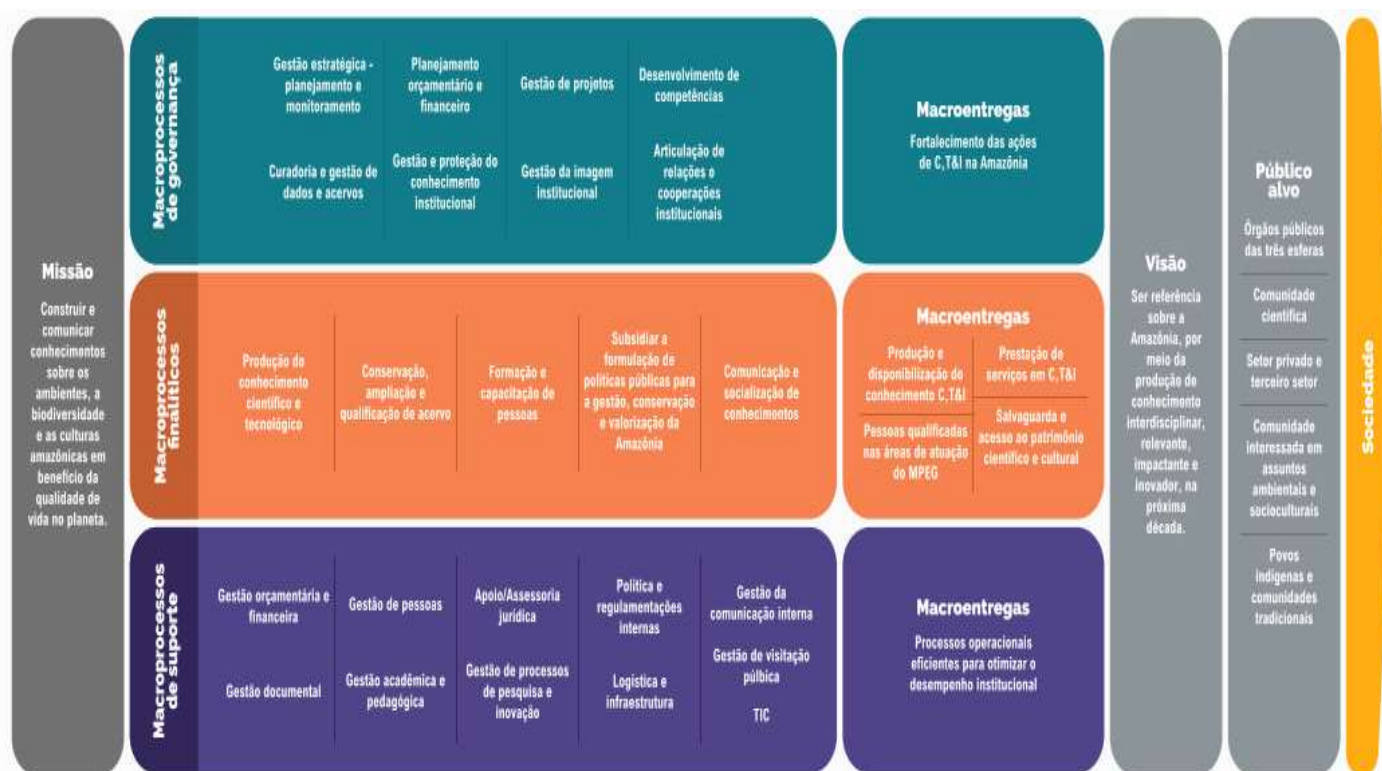 Missão
Construir e
comunicar
conhecimentos
sobre os
ambientes, a
biodiversidade
e as culturas
amazônicas em
benefício da
qualidade de
vida no planeta.
Macroprocessos
de governança
Gestão estratégica -
planejamento e
monitoramento
Planejamento
orçamentário e
financeiro
Gestão de projetos
Desenvolvimento de
competências
Curadoria e gestão de
dados e acervos
Gestão e proteção do
conhecimento
institucional
Gestão da imagem
institucional
Articulação de
relações e
cooperações
institucionais
Macroentregas
Fortalecimento das ações
de C,T&I na Amazônia
Macroprocessos
finalíticos
Produção do
conhecimento
científico e
tecnológico
Conservação,
ampliação e
qualificação de acervo
Formação e
capacitação de
pessoas
Subsidiar a
formulação de
políticas públicas para
a gestão, conservação
e valorização da
Amazônia
Comunicação e
socialização de
conhecimentos
Macroentregas
Produção e
disponibilização do
conhecimento C,T&I
Prestação de
serviços em C,T&I
Pessoas qualificadas
nas áreas de atuação
do MPEG
Salvaguarda e
acesso ao patrimônio
científico e cultural
Macroprocessos
de suporte
Gestão orçamentária e
financeira
Gestão de pessoas
Apoio/Assessoria
jurídica
Política e
regulamentações
internas
Gestão da
comunicação interna
Gestão documental
Gestão acadêmica e
pedagógica
Gestão de processos
de pesquisa e
inovação
Logística e
infraestrutura
Gestão de visitação
púlbica
TIC
Macroentregas
Processos operacionais
eficientes para otimizar o
desempenho institucional
Visão
Ser referência
sobre a
Amazônia, por
meio da
produção de
conhecimento
interdisciplinar,
relevante,
impactante e
inovador, na
próxima
década.
Público
alvo
Órgãos públicos
das três esferas
Comunidade
científica
Setor privado e
terceiro setor
Comunidade
interessada em
assuntos
ambientais e
socioculturais
Povos
indígenas e
comunidades
tradicionais
Sociedade